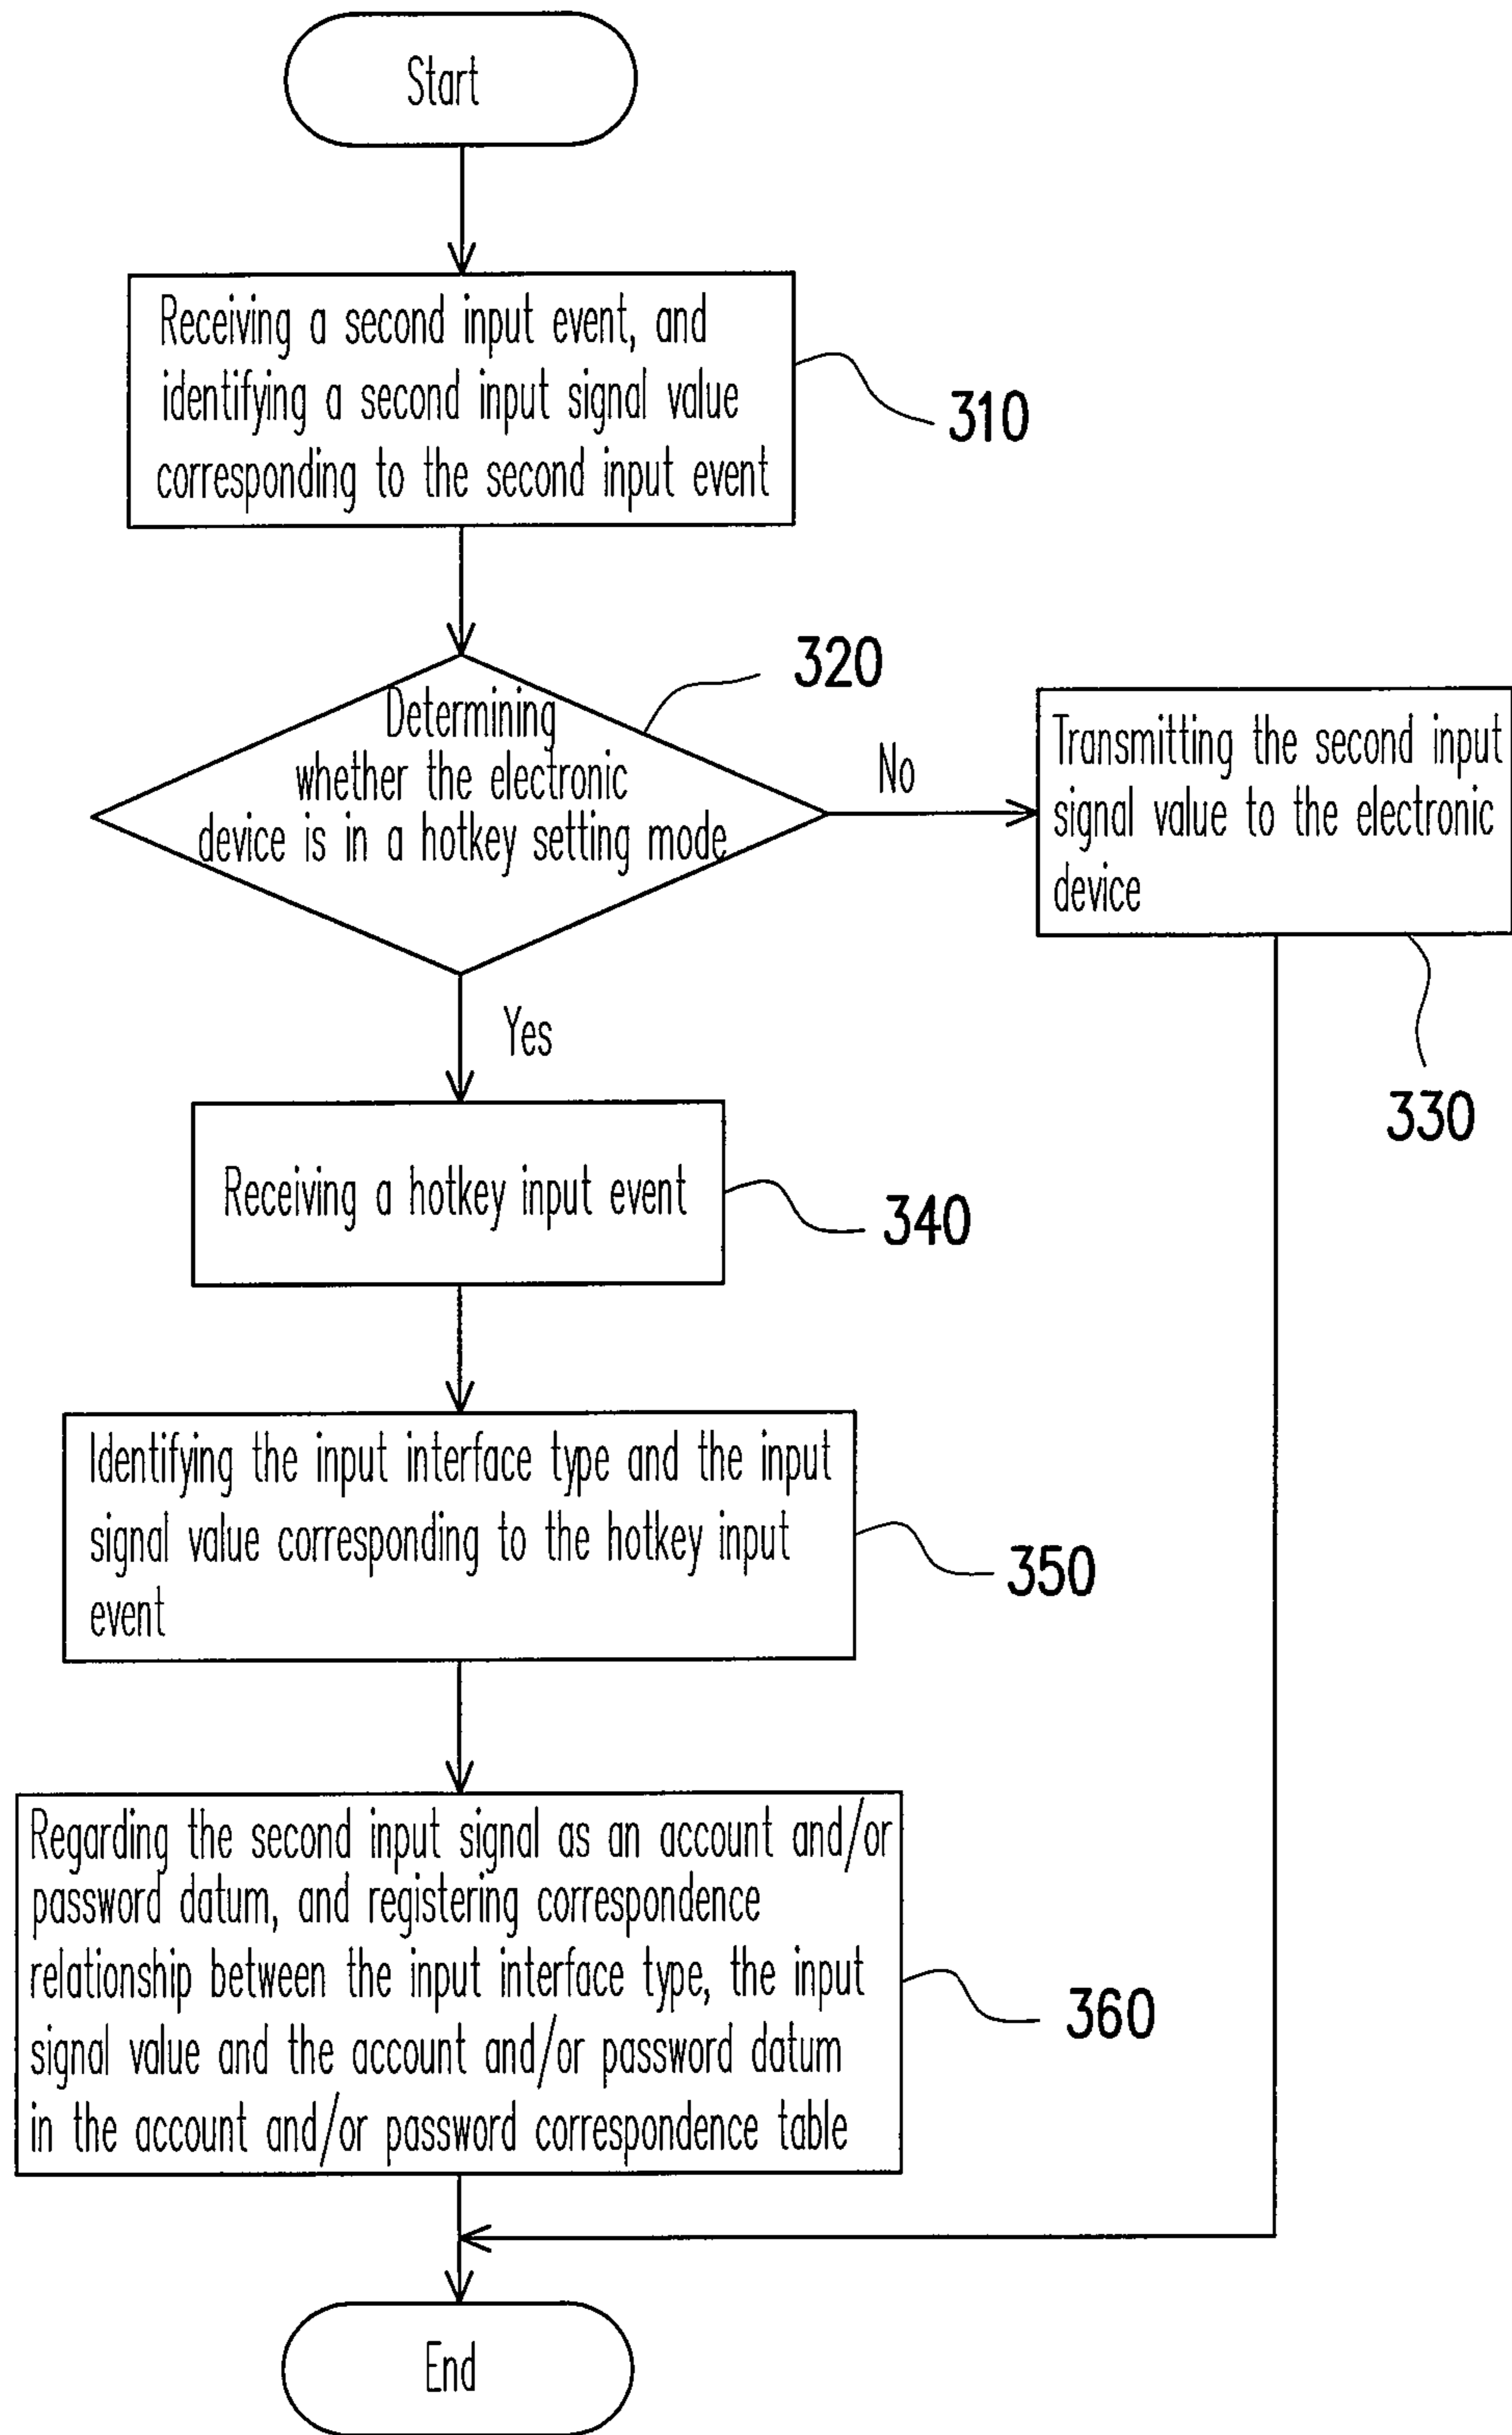 Start
Receiving a second input event, and
identifying a second input signal value
corresponding to the second input event
310
Determining
whether the electronic
device is in a hotkey setting mode
320
No
Transmitting the second input
signal value to the electronic
device
330
Yes
Receiving a hotkey input event
340
Identifying the input interface type and the input
signal value corresponding to the hotkey input
event
350
Regarding the second input signal as an account and/or
password datum, and registering correspondence
relationship between the input interface type, the input
signal value and the account and/or password datum
in the account and/or password correspondence table
360
End